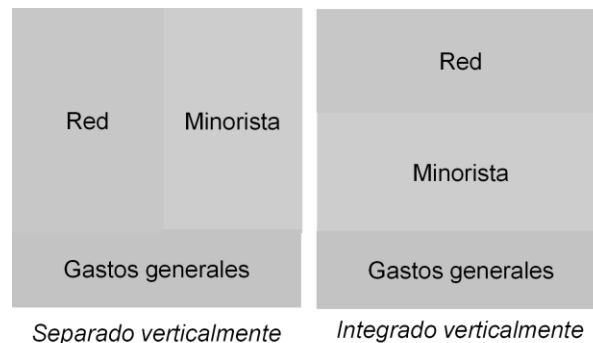 Red
Minorista
Gastos generales
Separado verticalmente
Red
Minorista
Gastos generales
Integrado verticalmente